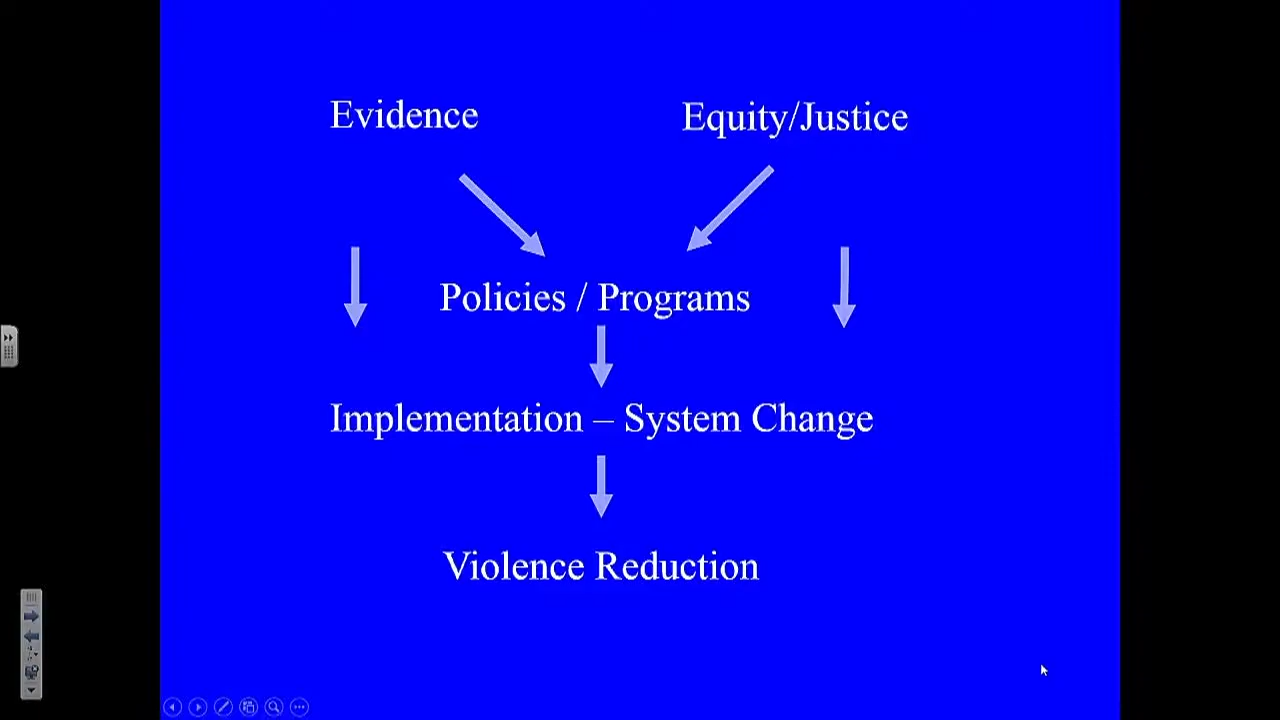 Evidence
Equity/Justice
Policies / Programs
Implementation – System Change
Violence Reduction